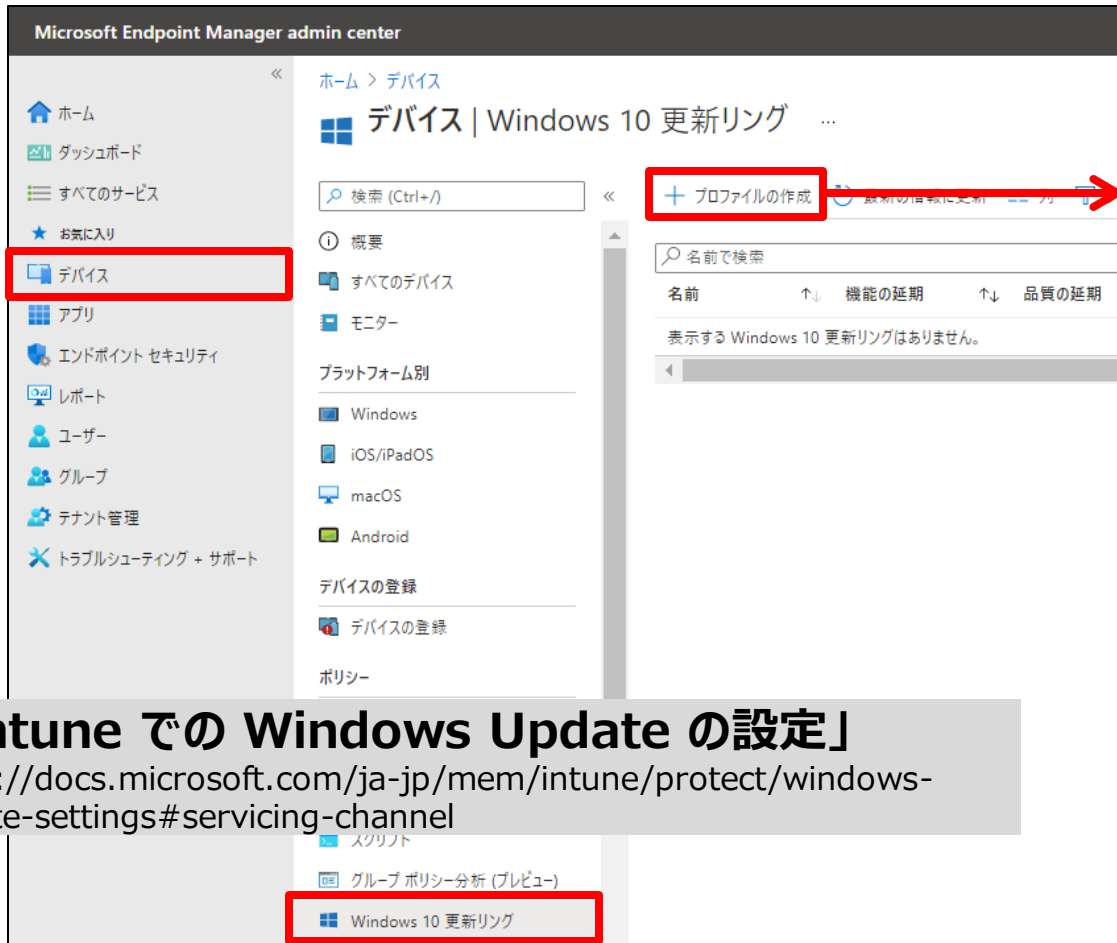 Microsoft Endpoint Manager admin center
«
ホーム
ダッシュボード
すべてのサービス
お気に入り
デバイス
アプリ
エンドポイント セキュリティ
レポート
ユーザー
グループ
テナント管理
トラブルシューティング + サポート
ホーム > デバイス
デバイス | Windows 10 更新リング ...
検索 (Ctrl+/)
«
概要
すべてのデバイス
モニター
プラットフォーム別
Windows
iOS/iPadOS
macOS
Android
デバイスの登録
デバイスの登録
ポリシー
+ プロファイルの作成 最新の情報に更新 列
名前で検索
名前 ↑↓ 機能の延期 ↑↓ 品質の延期
表示する Windows 10 更新リングはありません。
ntune での Windows Update の設定」
://docs.microsoft.com/ja-jp/mem/intune/protect/windows-
te-settings#servicing-channel
スクリプト
グループ ポリシー分析 (プレビュー)
Windows 10 更新リング